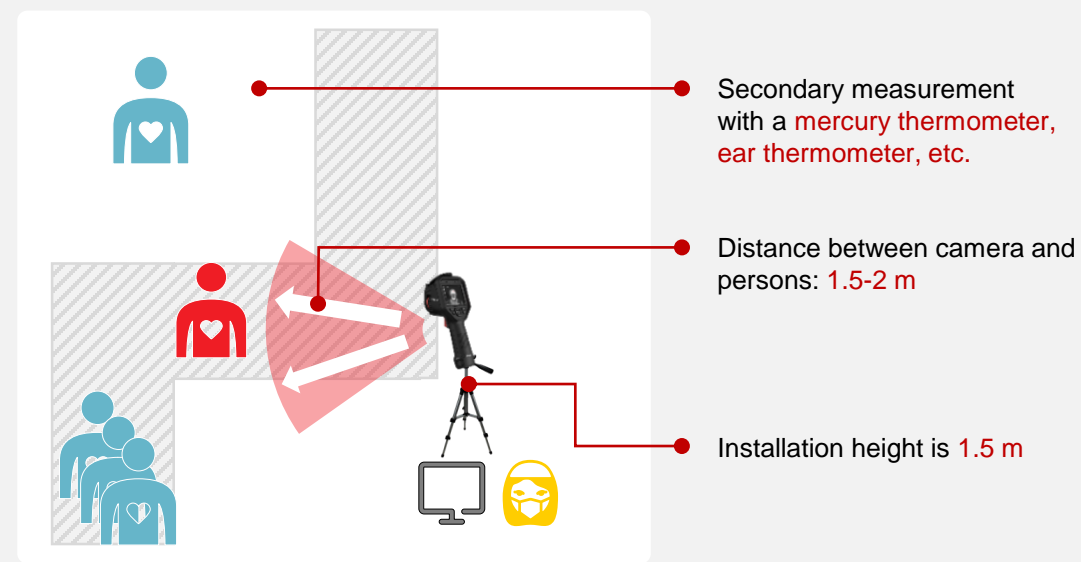 Secondary measurement
with a mercury thermometer,
ear thermometer, etc.
Distance between camera and
persons: 1.5-2 m
Installation height is 1.5 m